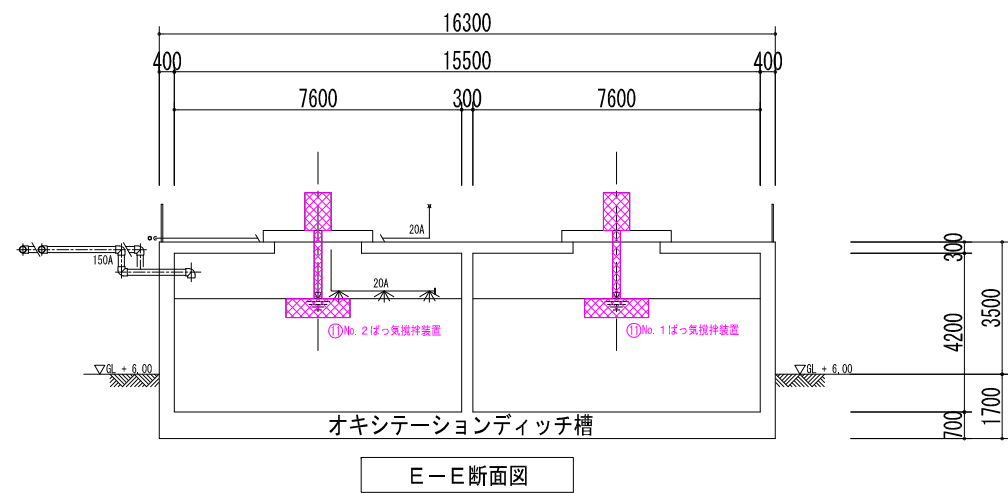 16300
400
15500
400
7600
300
7600
20A
150A
20A
⑪No. 2ばっ気撹拌装置
⑪No. 1ばっ気撹拌装置
300
3500
4200
▽GL + 6.00
▽GL + 6.00
1700
700
オキシテーションディッチ槽
E－E断面図